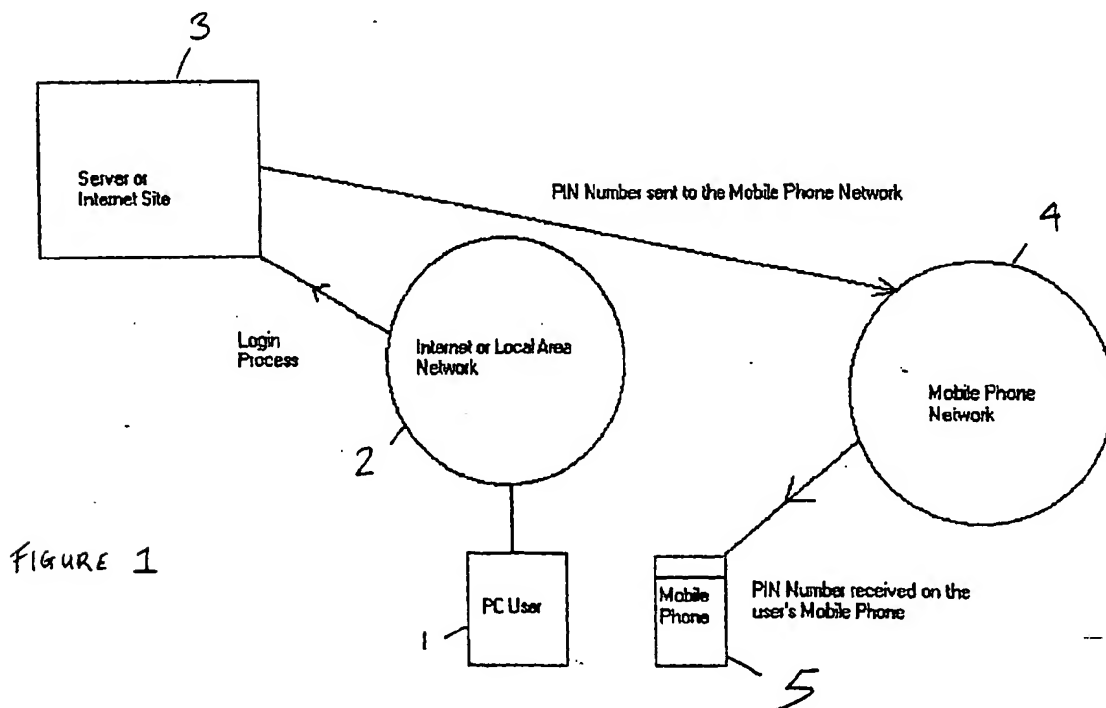 3
Server or
Internet Site
PIN Number sent to the Mobile Phone Network
4
Login
Process
Internet or Local Area
Network
Mobile Phone
Network
2
FIGURE 1
PC User
1
Mobile
Phone
PIN Number received on the
user's Mobile Phone
5